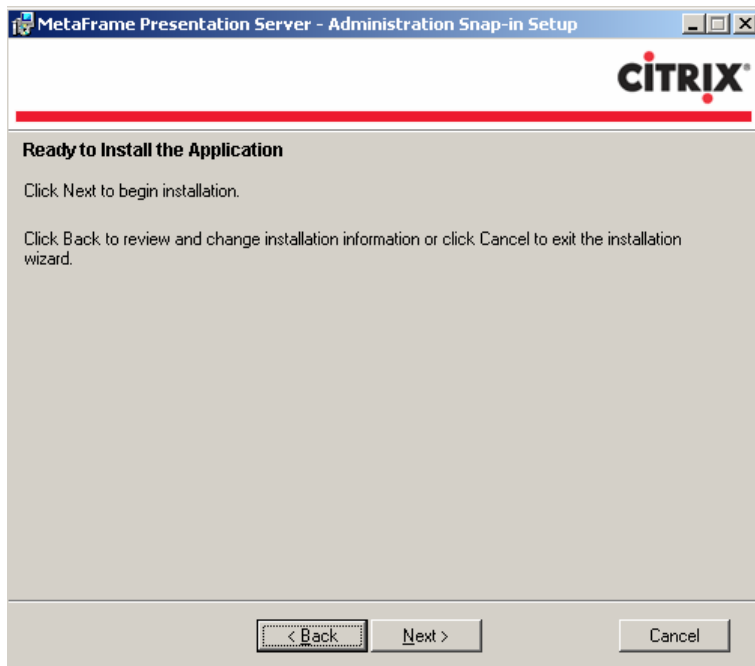 MetaFrame Presentation Server - Administration Snap-in Setup
CiTRIX®
Ready to Install the Application
Click Next to begin installation.
Click Back to review and change installation information or click Cancel to exit the installation
wizard.
< Back
Next >
Cancel